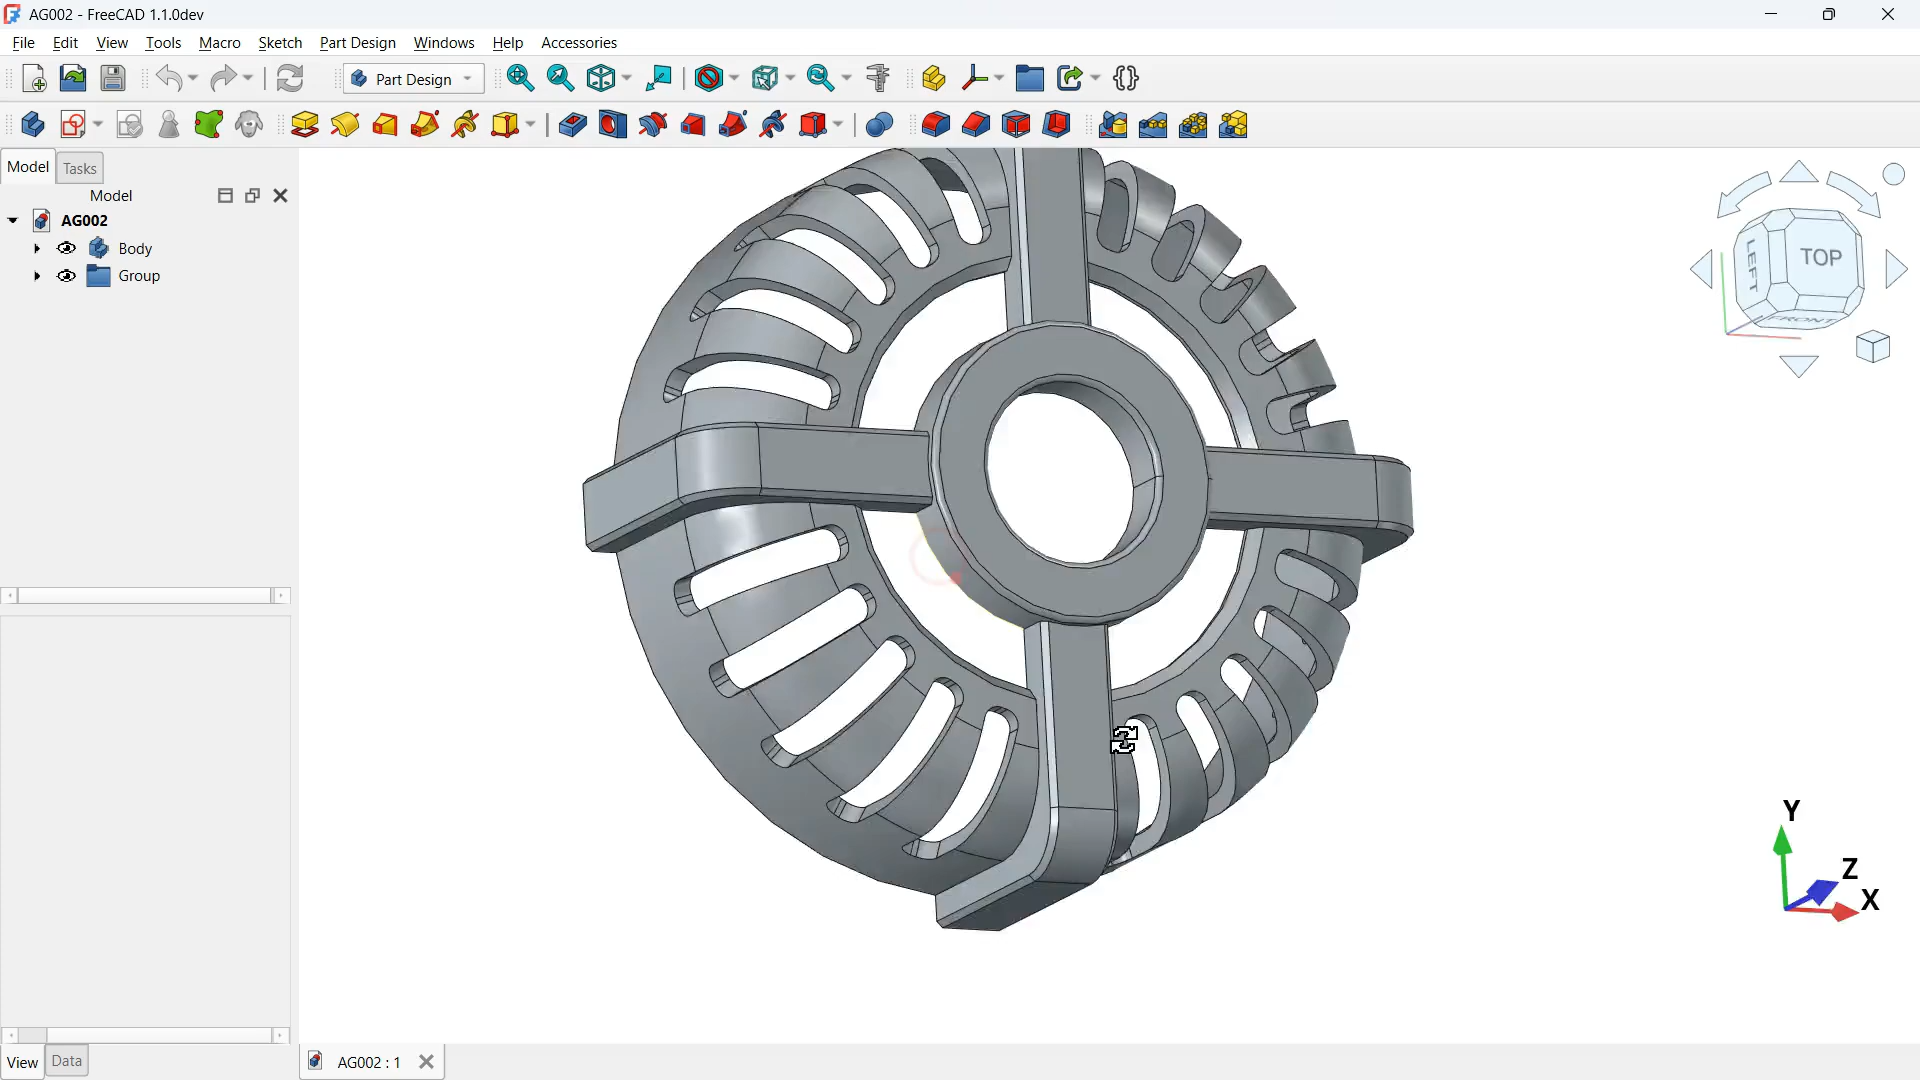 AG002 - FreeCAD 1.1.0dev
File Edit View Tools Macro Sketch Part Design Windows Help Accessories
Part Design
Model Tasks
Model
AG002
Body
Group
LEFT
TOP
FRONT
Y
Z
X
View Data
AG002 : 1